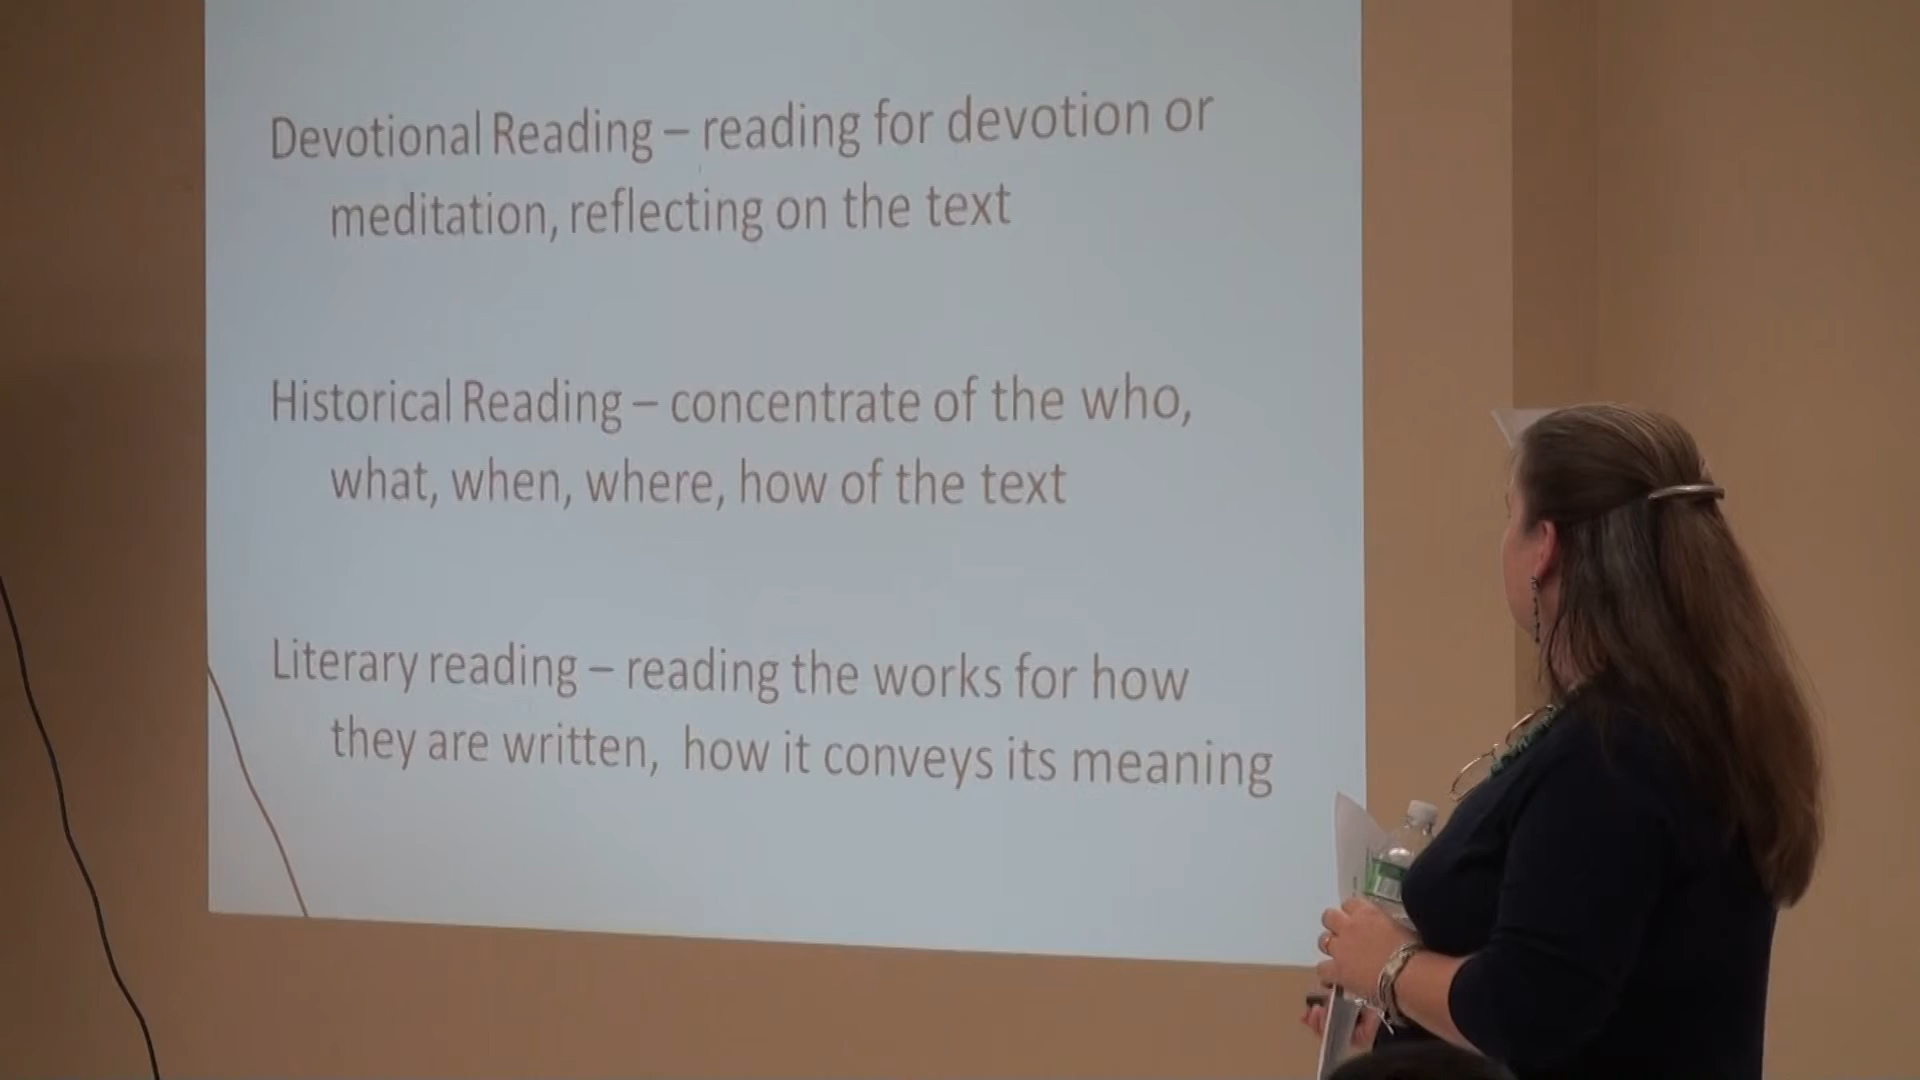 Devotional Reading – reading for devotion or
meditation, reflecting on the text
Historical Reading – concentrate of the who,
what, when, where, how of the text
Literary reading – reading the works for how
they are written, how it conveys its meaning